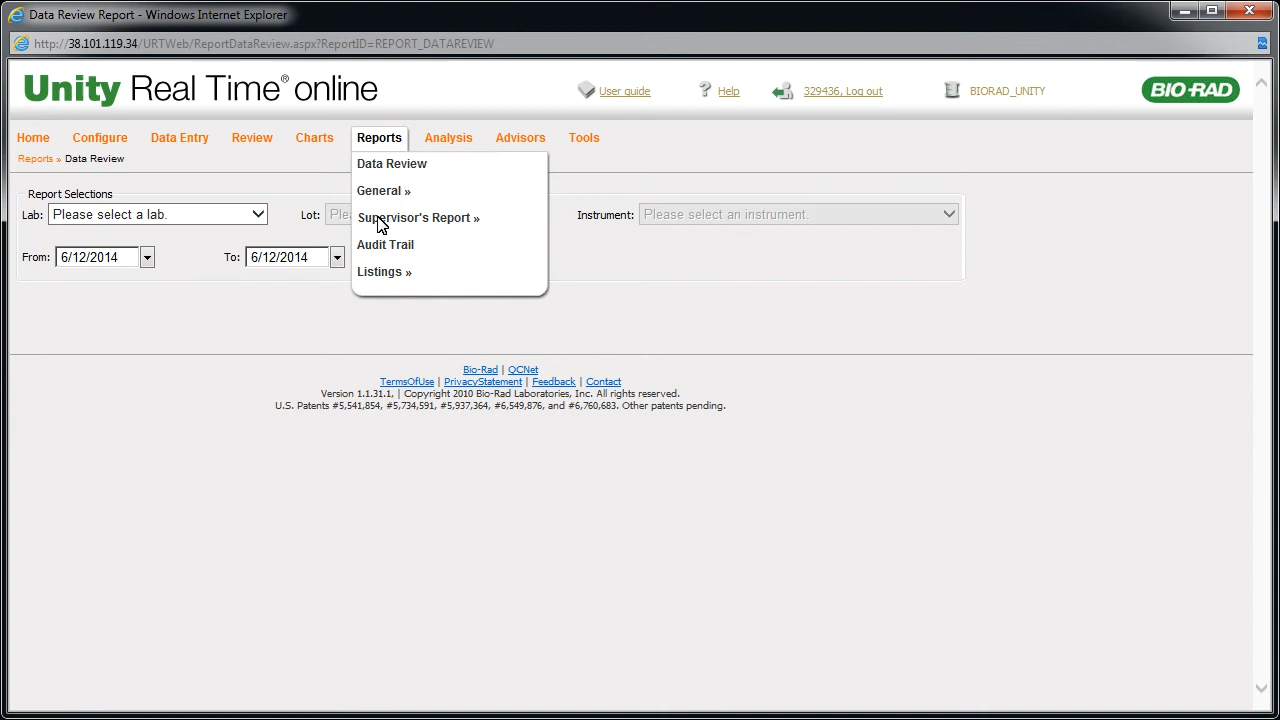 Data Review Report - Windows Internet Explorer
http://38.101.119.34/URTWeb/ReportDataReview.aspx?ReportID=REPORT_DATAREVIEW
Unity Real Time® online
User guide
Help
329436, Log out
BIORAD_UNITY
BIO-RAD
Home Configure Data Entry Review Charts Reports Analysis Advisors Tools
Reports » Data Review
Data Review
General »
Supervisor's Report »
Audit Trail
Listings »
Report Selections
Lab: Please select a lab. Lot: Instrument: Please select an instrument.
From: 6/12/2014 To: 6/12/2014
Bio-Rad | QCNet
TermsOfUse | PrivacyStatement | Feedback | Contact
Version 1.1.31.1, | Copyright 2010 Bio-Rad Laboratories, Inc. All rights reserved.
U.S. Patents #5,541,854, #5,734,591, #5,937,364, #6,549,876, and #6,760,683. Other patents pending.